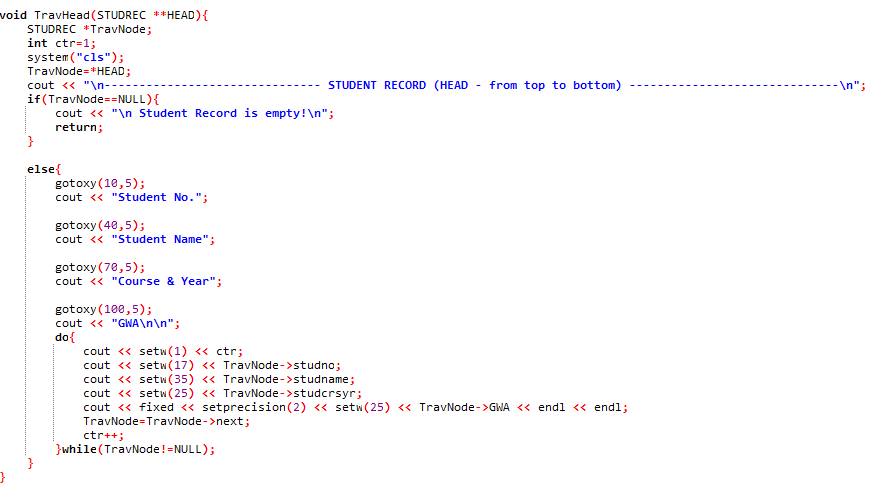 void TravHead(STUDREC **HEAD){
    STUDREC *TravNode;
    int ctr=1;
    system("cls");
    TravNode=*HEAD;
    cout << "\n------------------------------- STUDENT RECORD (HEAD - from top to bottom) ------------------------------\n";
    if(TravNode==NULL){
        cout << "\n Student Record is empty!\n";
        return;
    }
    else{
        gotoxy(10,5);
        cout << "Student No.";
        gotoxy(40,5);
        cout << "Student Name";
        gotoxy(70,5);
        cout << "Course & Year";
        gotoxy(100,5);
        cout << "GWA\n\n";
        do{
            cout << setw(1) << ctr;
            cout << setw(17) << TravNode->studno;
            cout << setw(35) << TravNode->studname;
            cout << setw(25) << TravNode->studcrsyr;
            cout << fixed << setprecision(2) << setw(25) << TravNode->GWA << endl << endl;
            TravNode=TravNode->next;
            ctr++;
        }while(TravNode!=NULL);
    }
}